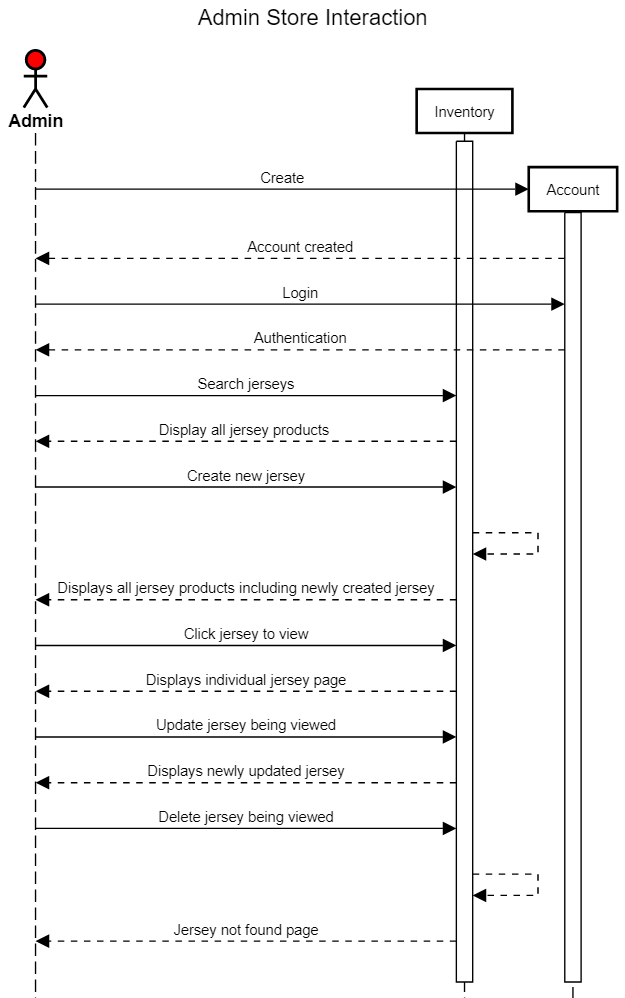 Admin Store Interaction
Admin
Inventory
Account
Create
Account created
Login
Authentication
Search jerseys
Display all jersey products
Create new jersey
Displays all jersey products including newly created jersey
Click jersey to view
Displays individual jersey page
Update jersey being viewed
Displays newly updated jersey
Delete jersey being viewed
Jersey not found page